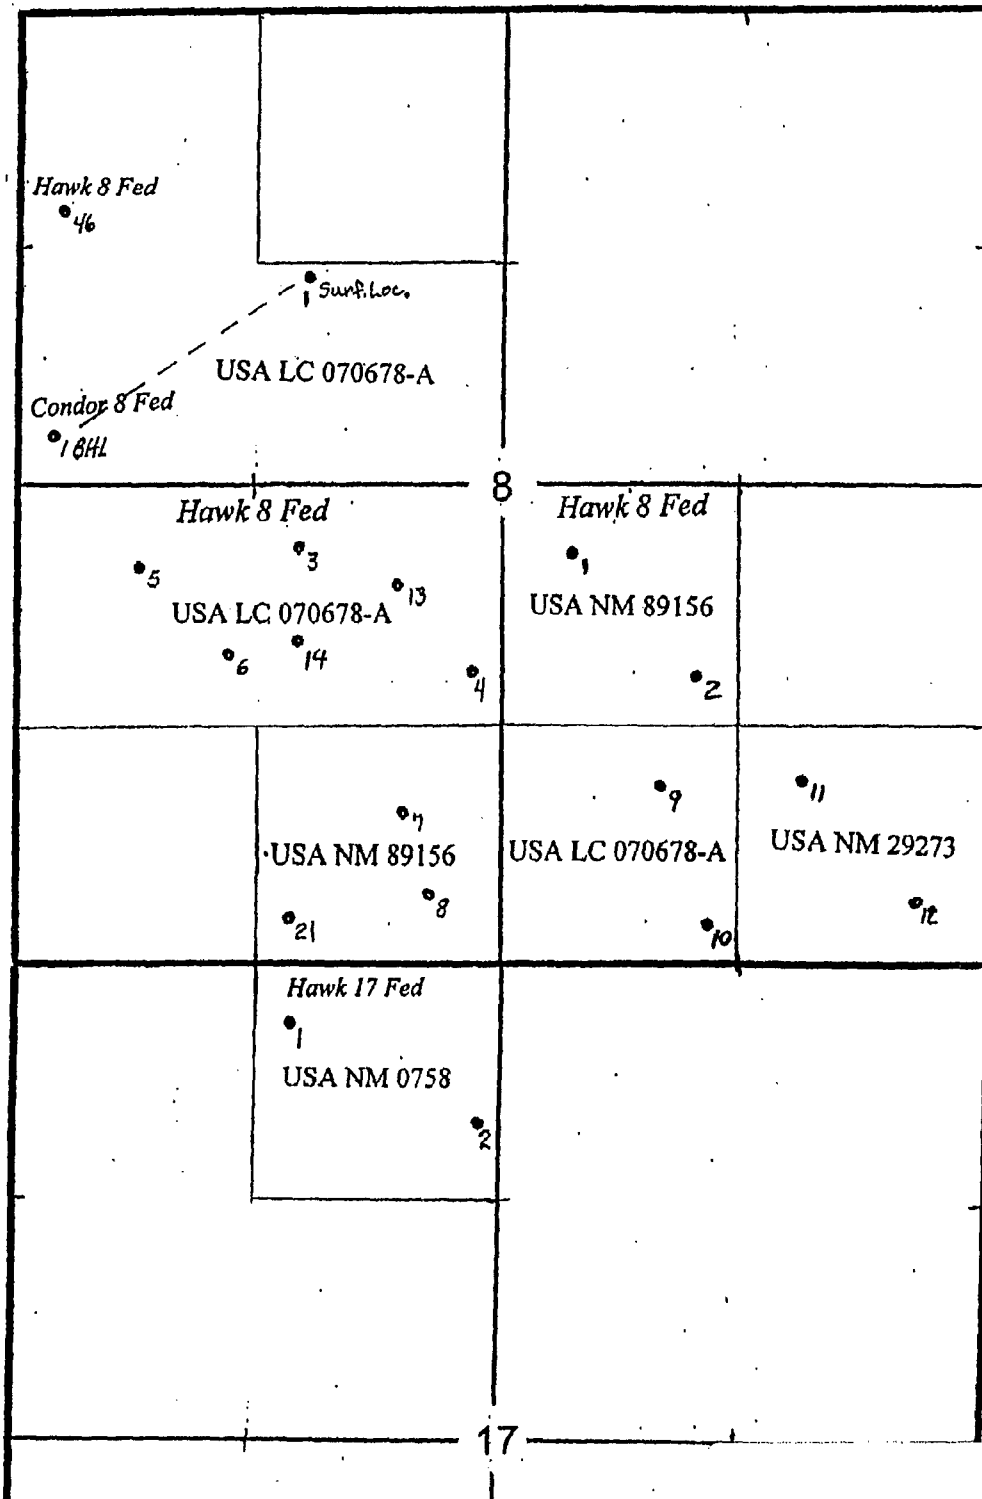 Hawk 8 Fed
46
1 Surf. Loc.
USA LC 070678-A
Condor 8 Fed
1 BHL
8
Hawk 8 Fed
Hawk 8 Fed
3
1
5
13
USA LC 070678-A
USA NM 89156
14
6
4
2
9
11
7
USA NM 89156
USA LC 070678-A
USA NM 29273
8
12
21
10
Hawk 17 Fed
1
USA NM 0758
2
17